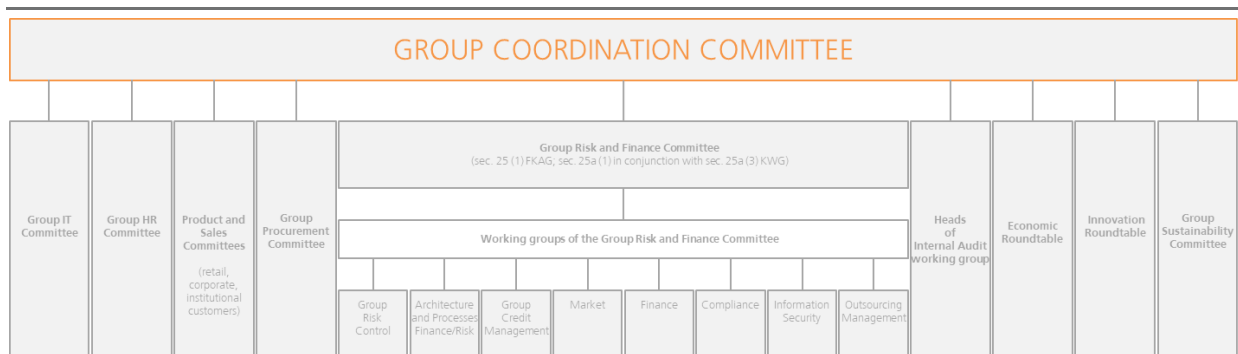 GROUP COORDINATION COMMITTEE
Group IT
Committee
Group HR
Committee
Product and
Sales
Committees
(retail,
corporate,
institutional
customers)
Group
Procurement
Committee
Group Risk and Finance Committee
(sec. 25 (1) FKAG; sec. 25a (1) in conjunction with sec. 25a (3) KWG)
Working groups of the Group Risk and Finance Committee
Group
Risk
Control
Architecture
and Processes
Finance/Risk
Group
Credit
Management
Market
Finance
Compliance
Information
Security
Outsourcing
Management
Heads
of
Internal Audit
working group
Economic
Roundtable
Innovation
Roundtable
Group
Sustainability
Committee